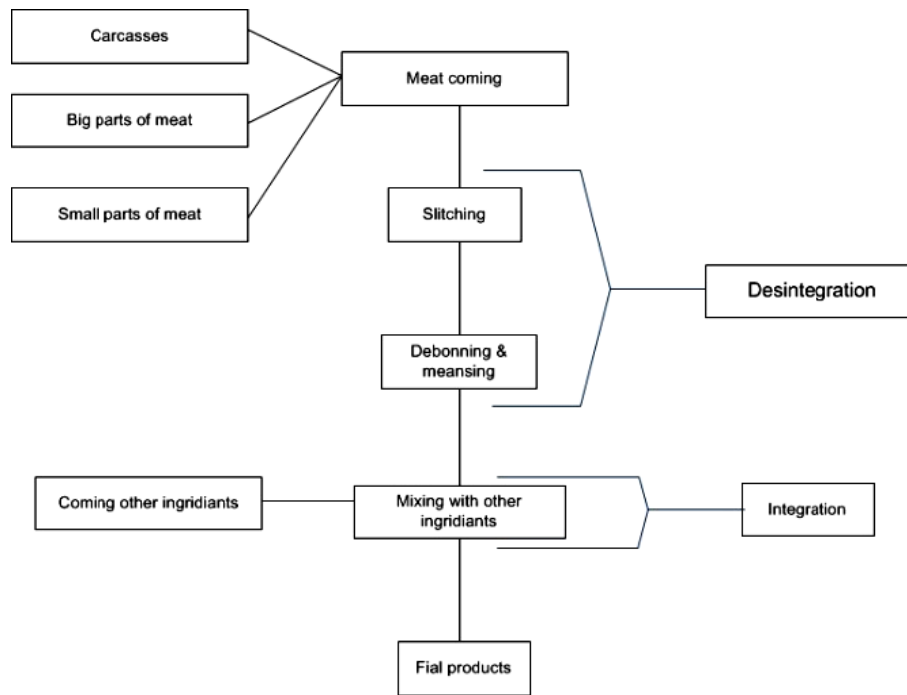 Carcasses
Meat coming
Big parts of meat
Small parts of meat
Slitching
Desintegration
Debonning &
meansing
Coming other ingridiants
Mixing with other
ingridiants
Integration
Fial products